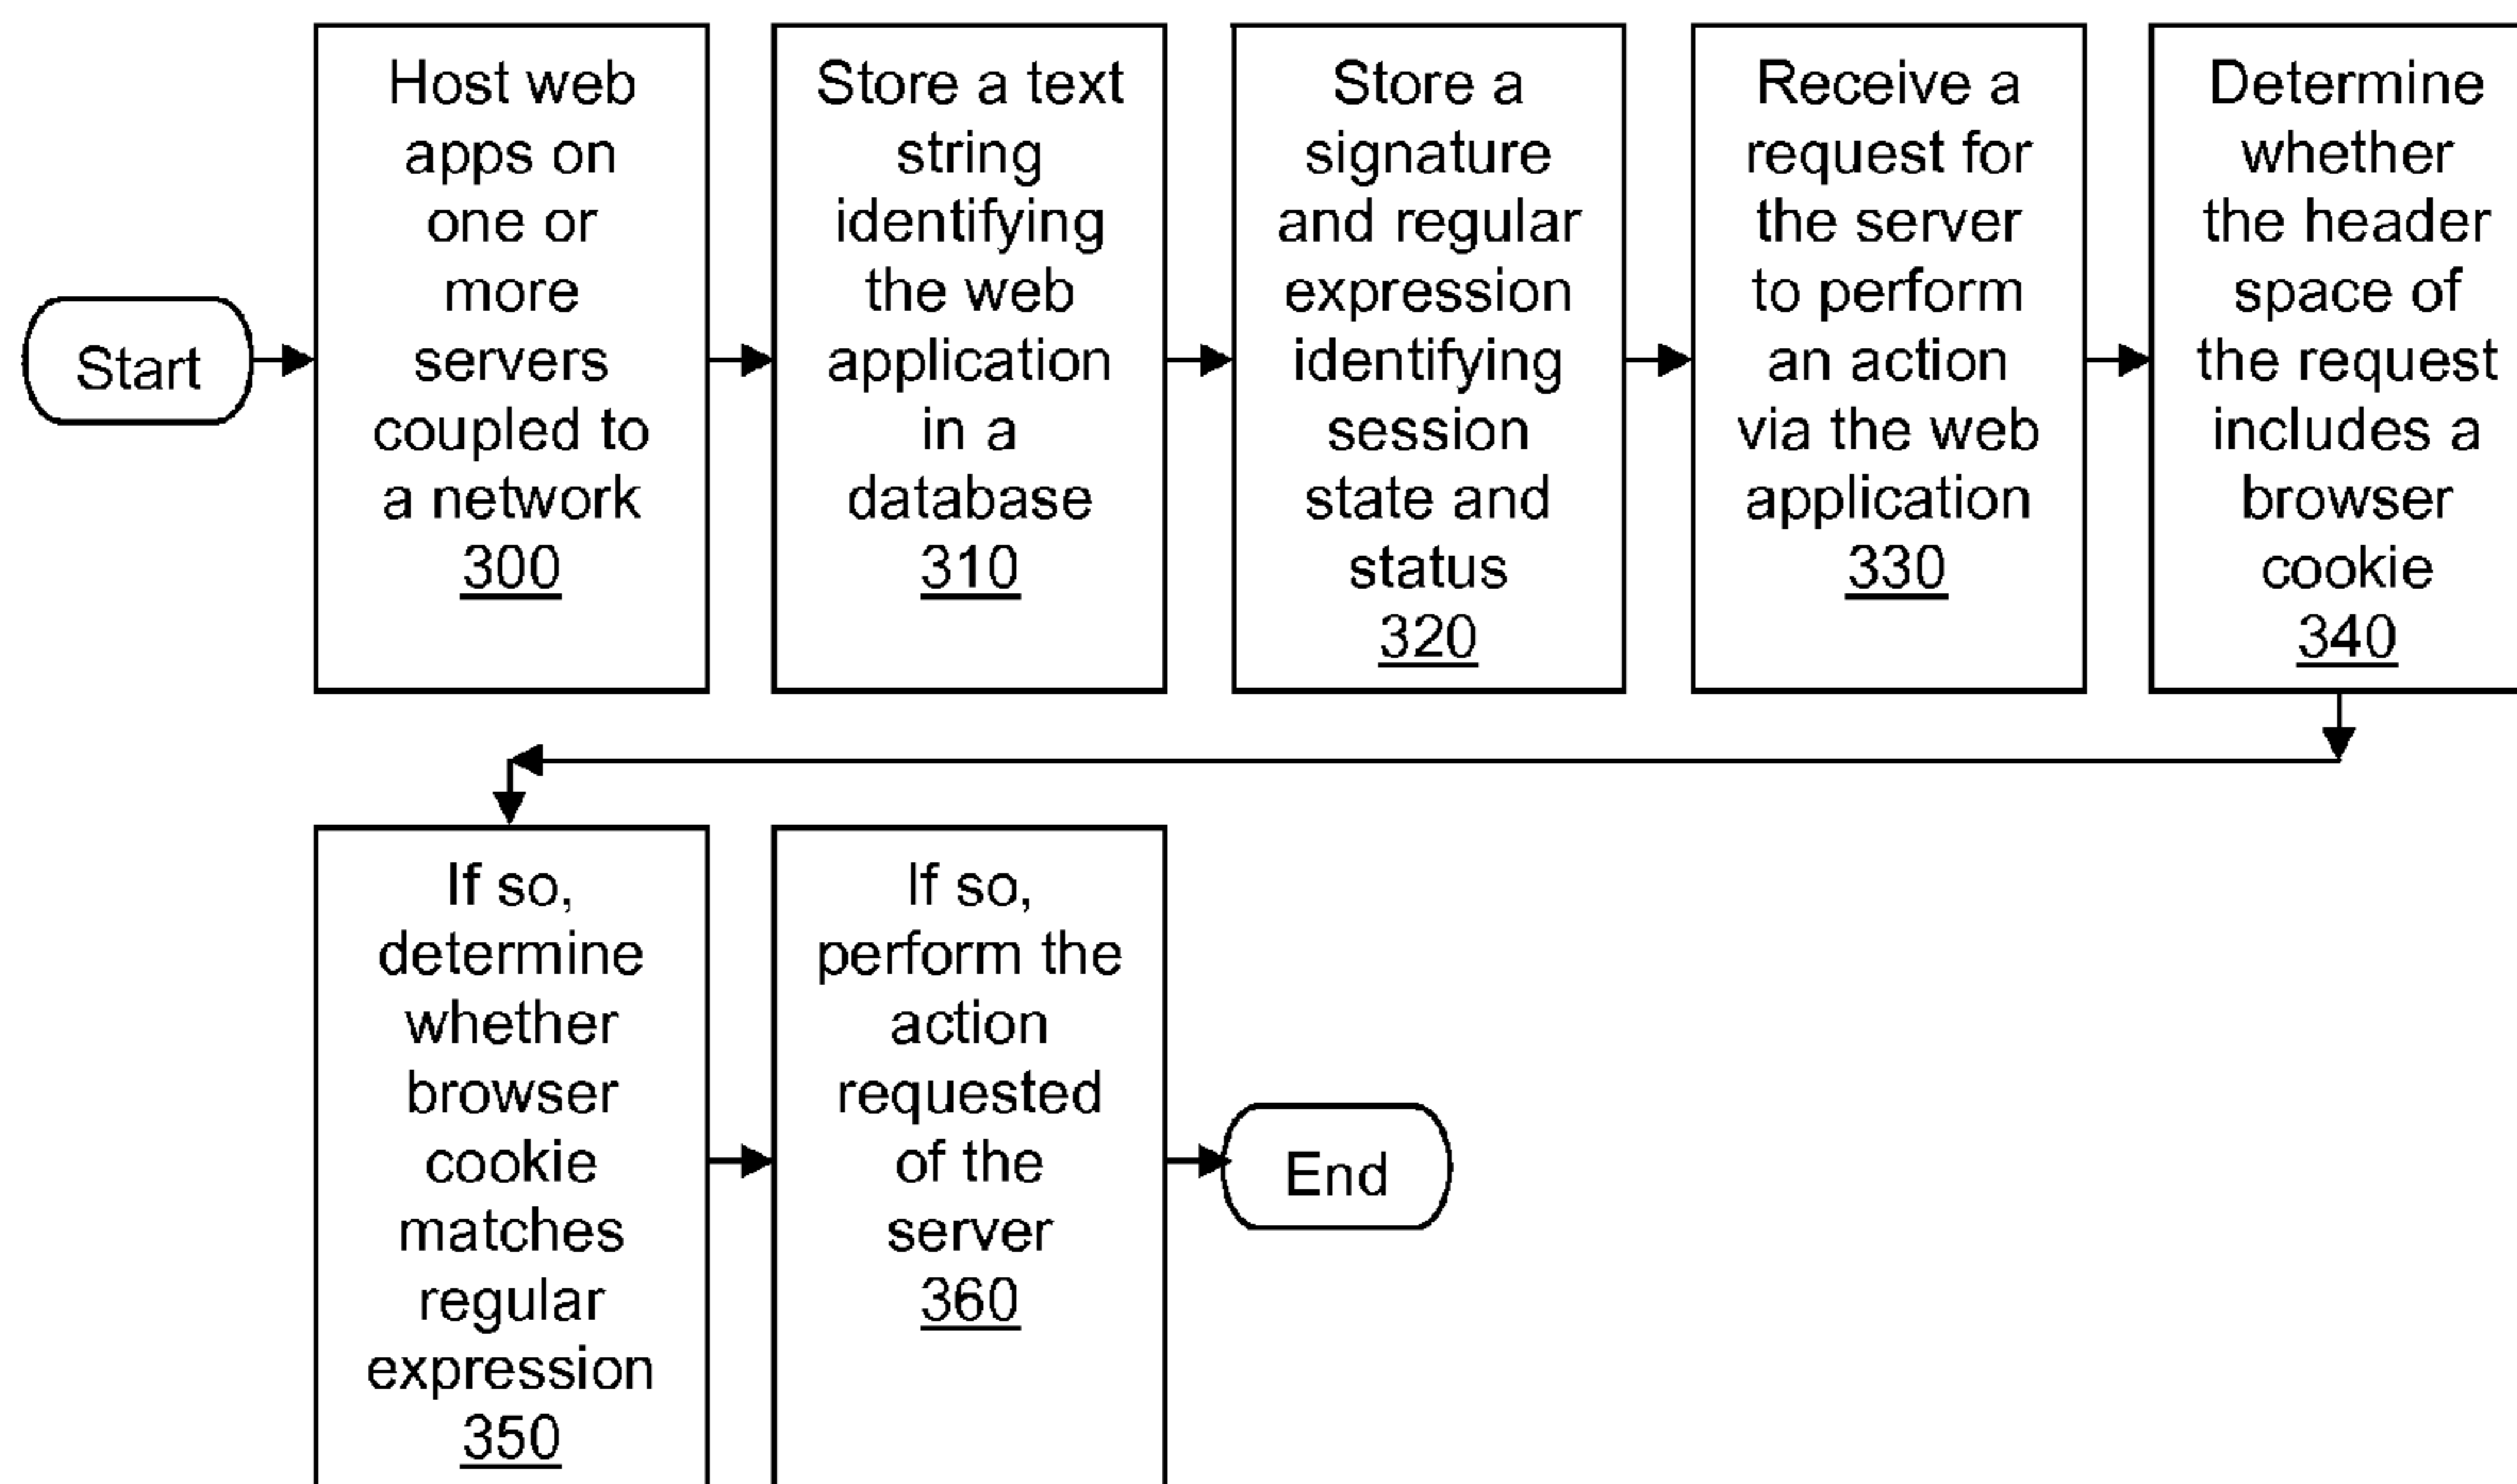 Start
Host web
apps on
one or
more
servers
coupled to
a network
300
Store a text
string
identifying
the web
application
in a
database
310
Store a
signature
and regular
expression
identifying
session
state and
status
320
Receive a
request for
the server
to perform
an action
via the web
application
330
Determine
whether
the header
space of
the request
includes a
browser
cookie
340
If so,
determine
whether
browser
cookie
matches
regular
expression
350
If so,
perform the
action
requested
of the
server
360
End